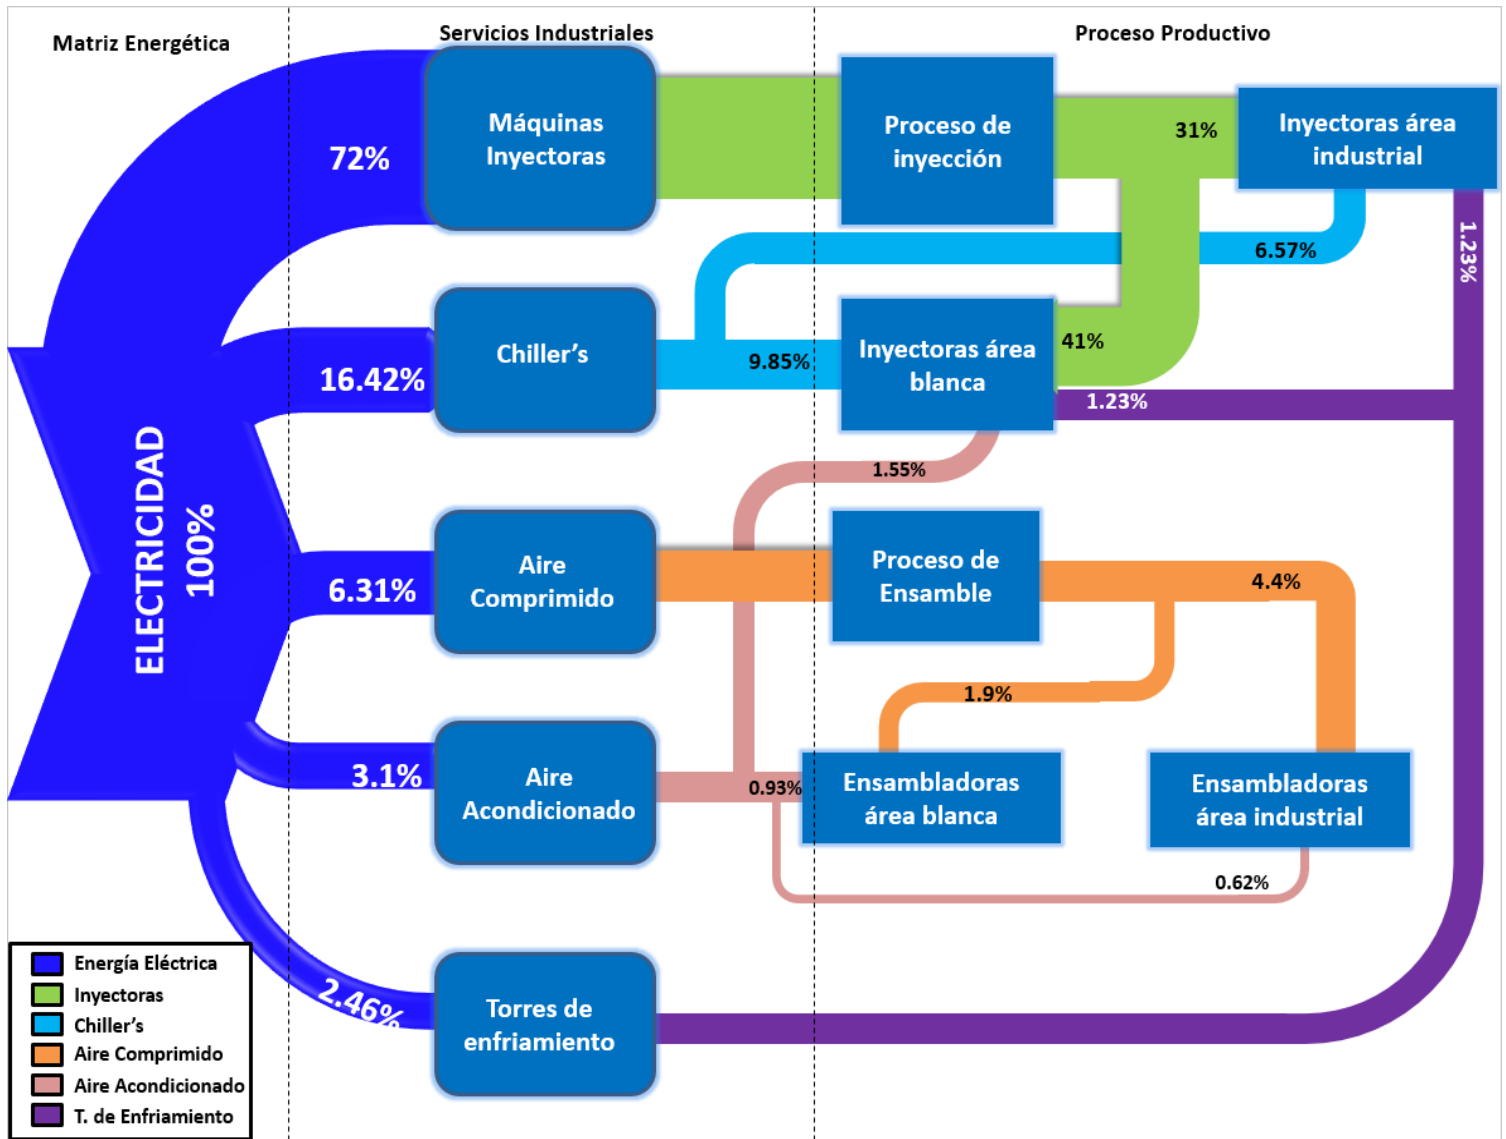 Matriz Energética
Servicios Industriales
Proceso Productivo
ELECTRICIDAD
100%
72%
Máquinas
Inyectoras
Proceso de
inyección
31%
Inyectoras área
industrial
16.42%
Chiller's
9.85%
6.57%
Inyectoras área
blanca
41%
1.23%
1.23%
1.55%
6.31%
Aire
Comprimido
Proceso de
Ensamble
4.4%
1.9%
3.1%
Aire
Acondicionado
0.93%
Ensambladoras
área blanca
Ensambladoras
área industrial
0.62%
2.46%
Torres de
enfriamiento
Energía Eléctrica
Inyectoras
Chiller's
Aire Comprimido
Aire Acondicionado
T. de Enfriamiento